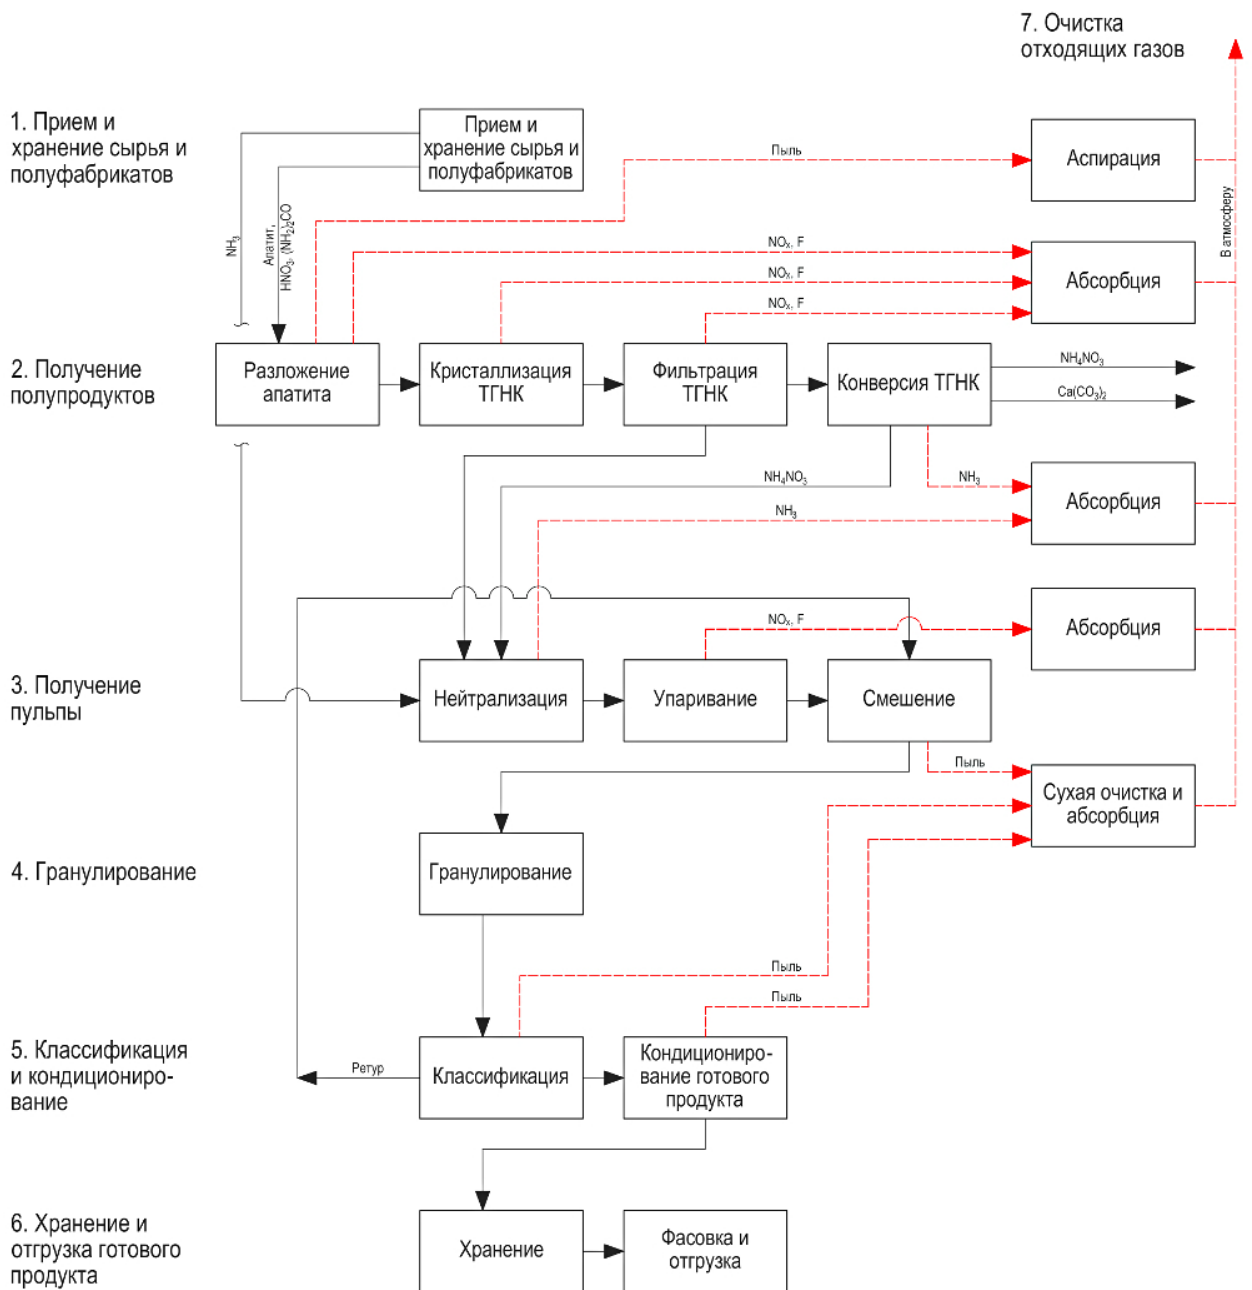 7. Очистка
отходящих газов
1. Прием и
хранение сырья и
полуфабрикатов
Прием и
хранение сырья и
полуфабрикатов
Пыль
Аспирация
NH₃
Апатит,
HNO₃, (NH₂)₂CO
В атмосферу
NOₓ, F
NOₓ, F
NOₓ, F
Абсорбция
2. Получение
полупродуктов
Разложение
апатита
Кристаллизация
ТГНК
Фильтрация
ТГНК
Конверсия ТГНК
NH₄NO₃
Ca(CO₃)₂
NH₄NO₃
NH₃
NH₃
Абсорбция
NOₓ, F
Абсорбция
3. Получение
пульпы
Нейтрализация
Упаривание
Смешение
Пыль
Сухая очистка и
абсорбция
4. Гранулирование
Гранулирование
Пыль
Пыль
5. Классификация
и кондициониро-
вание
Ретур
Классификация
Кондициониро-
вание готового
продукта
6. Хранение и
отгрузка готового
продукта
Хранение
Фасовка и
отгрузка